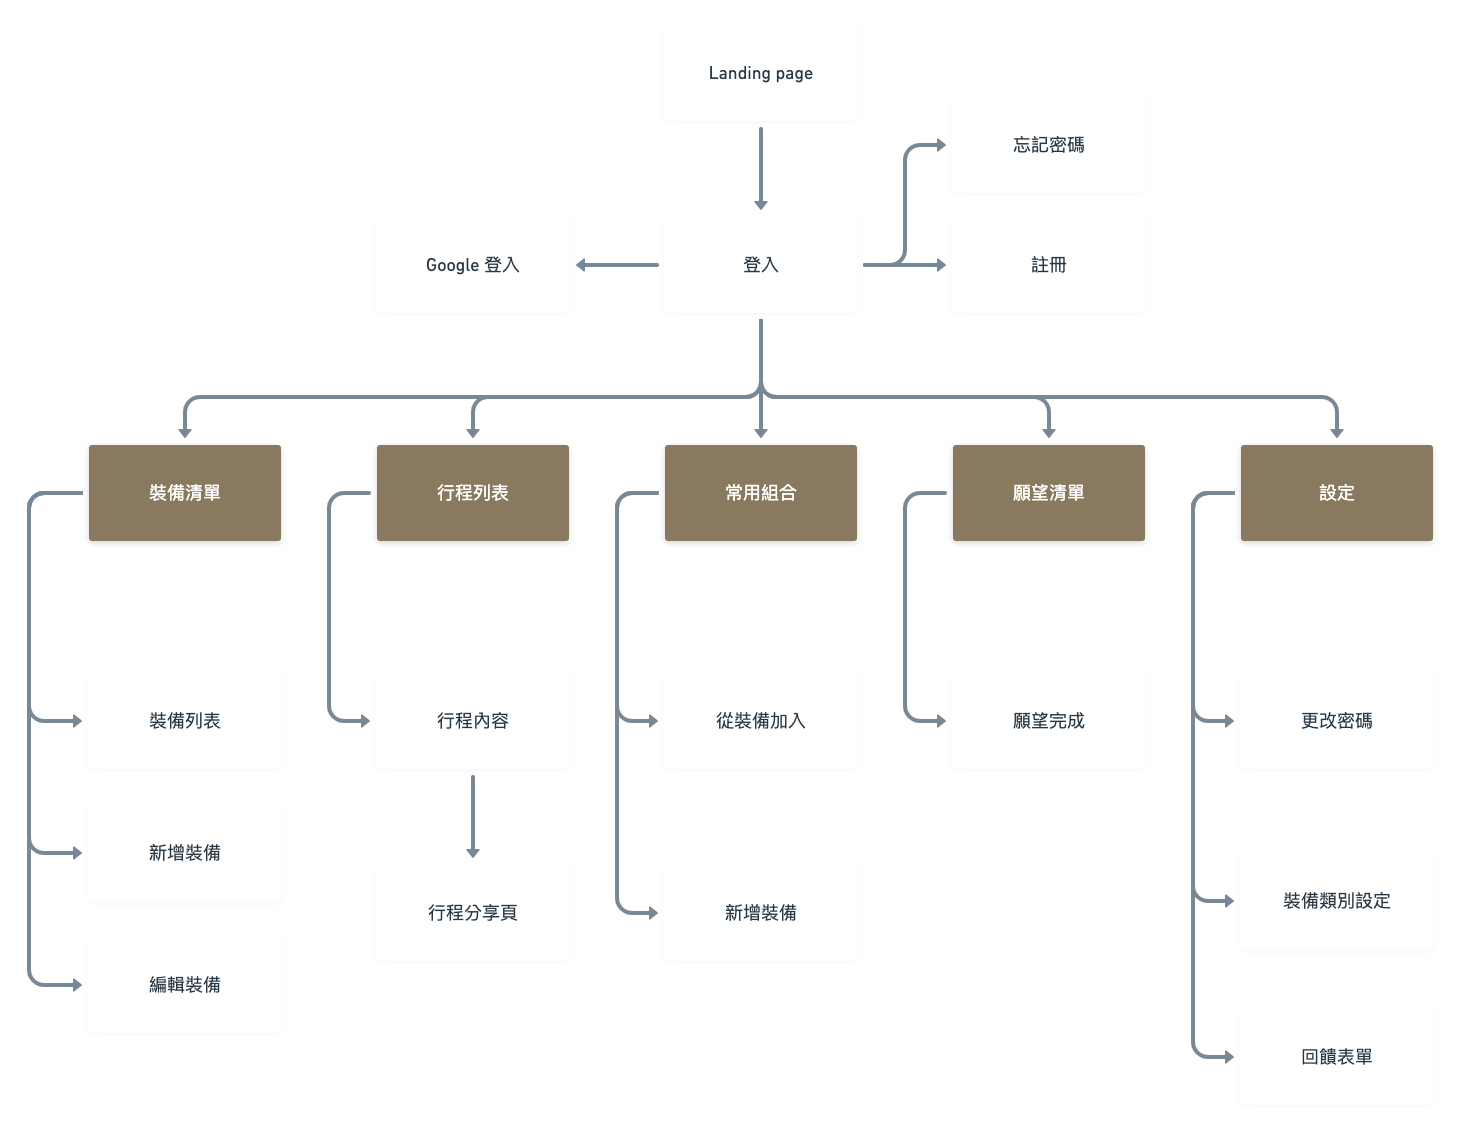 Landing page
忘記密碼
Google 登入
登入
註冊
裝備清單
行程列表
常用組合
願望清單
設定
裝備列表
行程內容
從裝備加入
願望完成
更改密碼
新增裝備
行程分享頁
新增裝備
裝備類別設定
編輯裝備
回饋表單